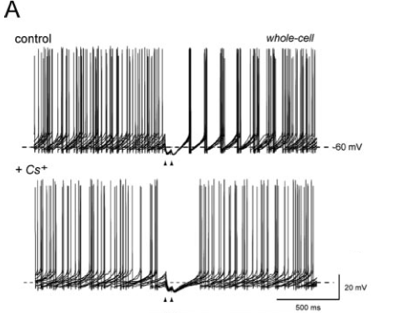 A
control whole-cell
-60 mV
+ Cs⁺
20 mV
500 ms